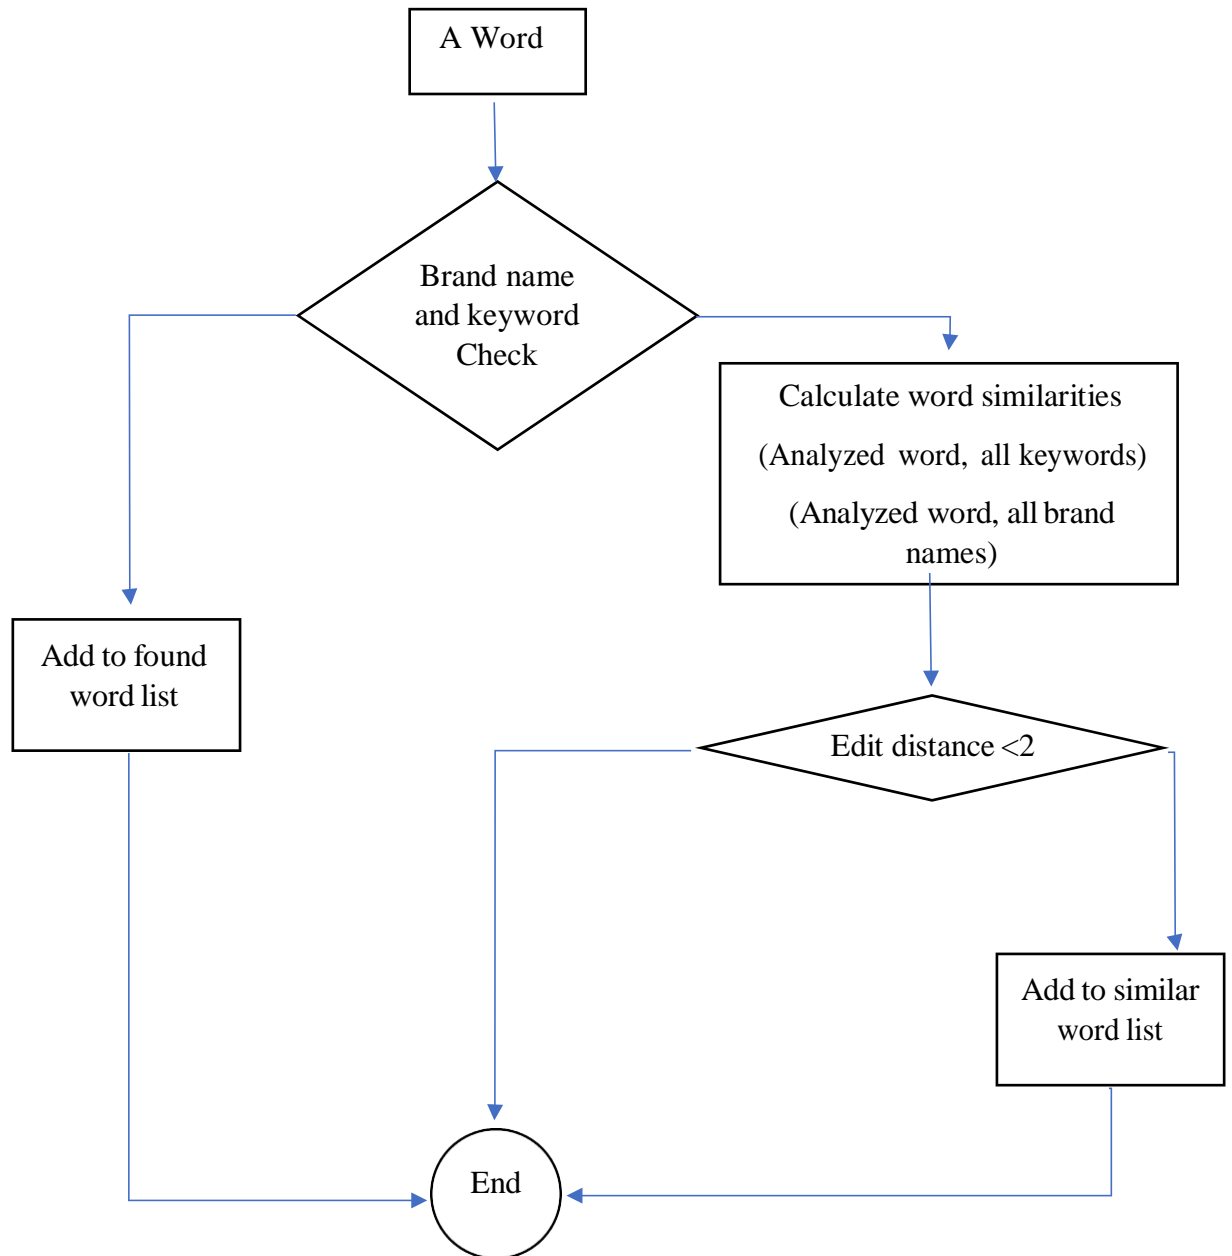 A Word
Brand name
and keyword
Check
Calculate word similarities
(Analyzed word, all keywords)
(Analyzed word, all brand
names)
Add to found
word list
Edit distance <2
Add to similar
word list
End